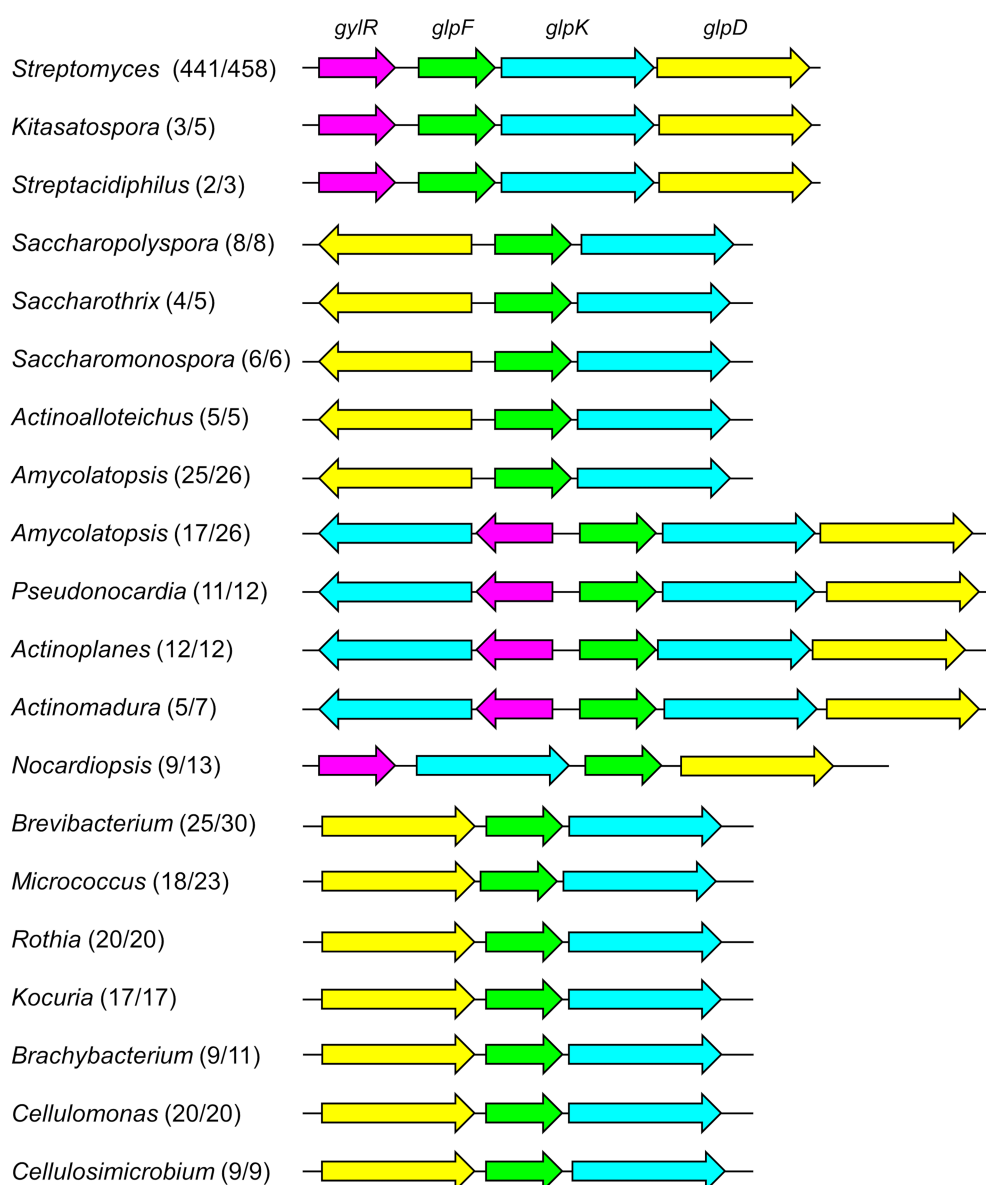 gylR glpF glpK glpD
Streptomyces (441/458)
Kitasatospora (3/5)
Streptacidiphilus (2/3)
Saccharopolyspora (8/8)
Saccharothrix (4/5)
Saccharomonospora (6/6)
Actinoalloteichus (5/5)
Amycolatopsis (25/26)
Amycolatopsis (17/26)
Pseudonocardia (11/12)
Actinoplanes (12/12)
Actinomadura (5/7)
Nocardiopsis (9/13)
Brevibacterium (25/30)
Micrococcus (18/23)
Rothia (20/20)
Kocuria (17/17)
Brachybacterium (9/11)
Cellulomonas (20/20)
Cellulosimicrobium (9/9)